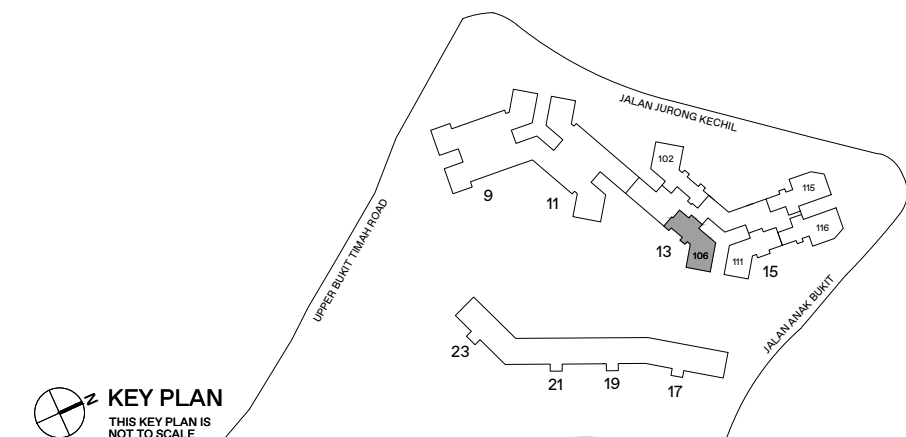 JALAN JURONG KECHIL
102
115
116
9
11
13
106
111
15
UPPER BUKIT TIMAH ROAD
JALAN ANAK BUKIT
23
21
19
17
N
KEY PLAN
THIS KEY PLAN IS
NOT TO SCALE